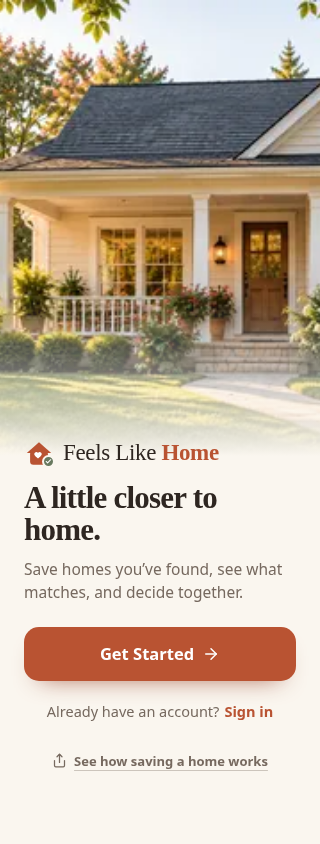 Feels Like Home
A little closer to
home.
Save homes you’ve found, see what
matches, and decide together.
Get Started →
Already have an account? Sign in
See how saving a home works